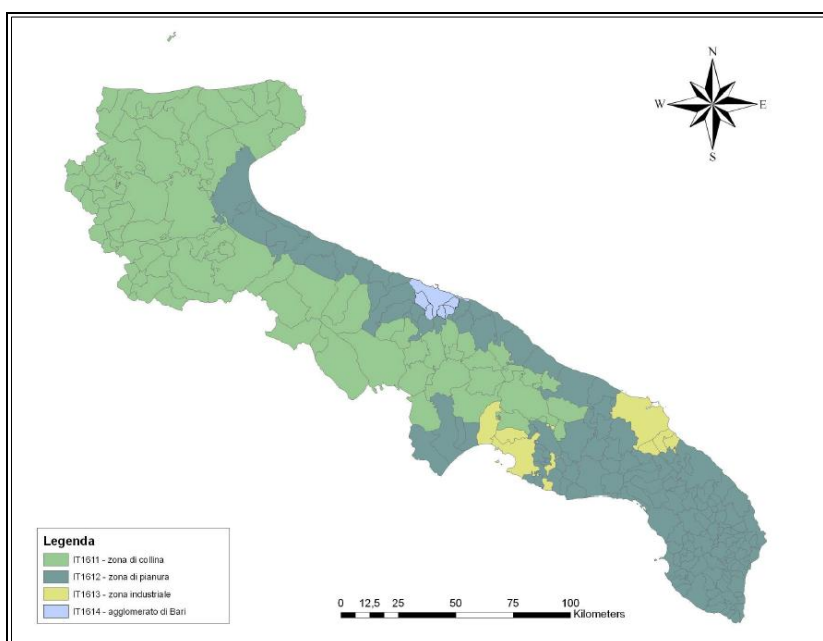 N
W E
S
Legenda
IT1611 - zona di collina
IT1612 - zona di pianura
IT1613 - zona industriale
IT1614 - agglomerato di Bari
0 12,5 25 50 75 100
Kilometers